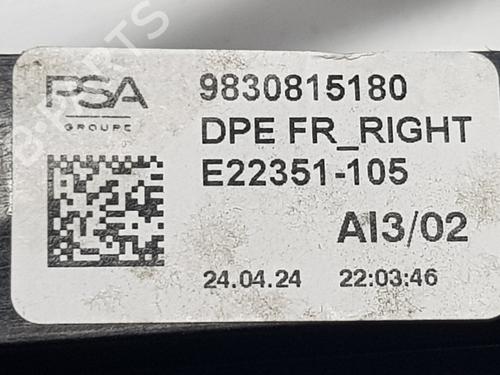 PSA
GROUPE
9830815180
DPE FR_RIGHT
E22351-105
AI3/02
24.04.24 22:03:46
B-PARTS